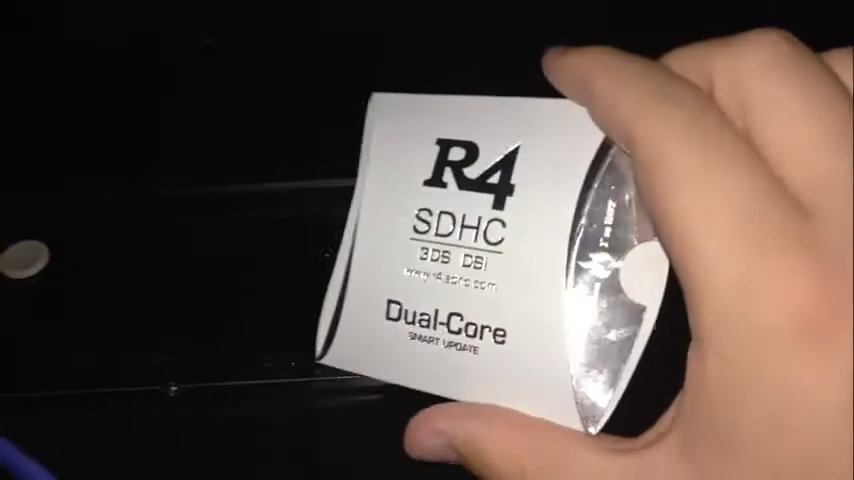 R4
SDHC
3DS DSi
www.r4isdhc.com
Dual-Core
SMART UPDATE